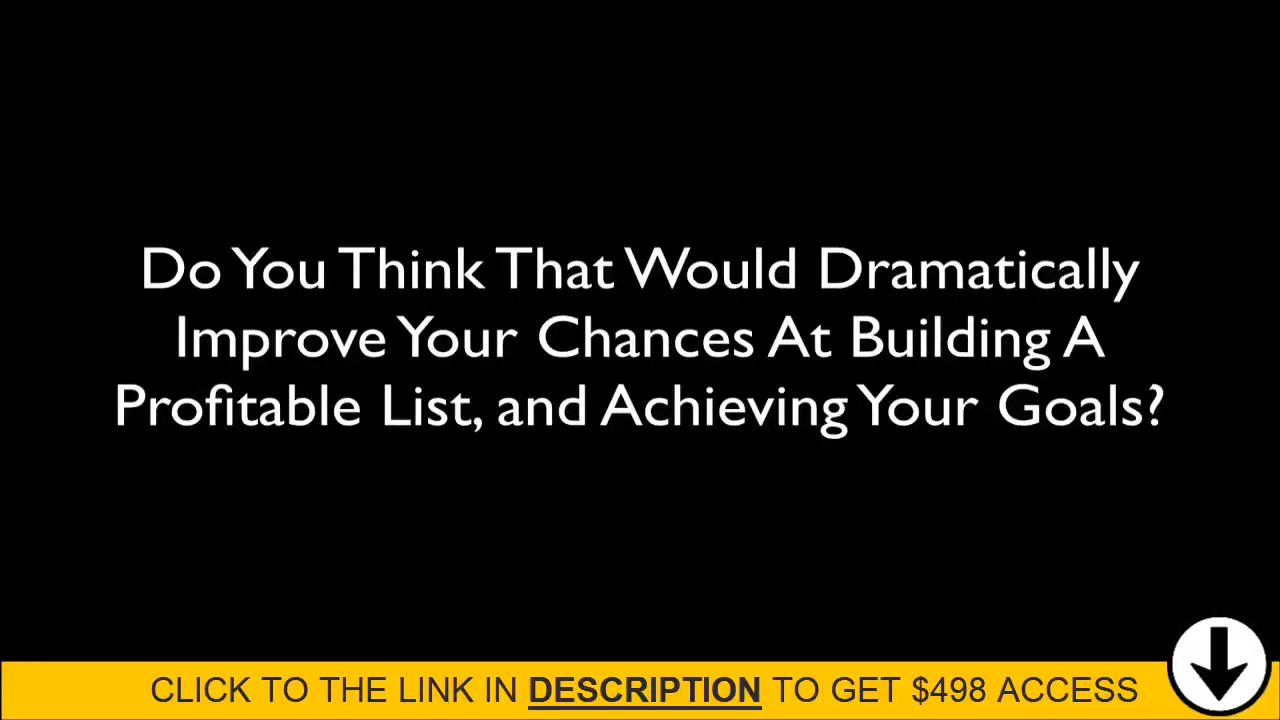 Do You Think That Would Dramatically
Improve Your Chances At Building A
Profitable List, and Achieving Your Goals?
CLICK TO THE LINK IN DESCRIPTION TO GET $498 ACCESS